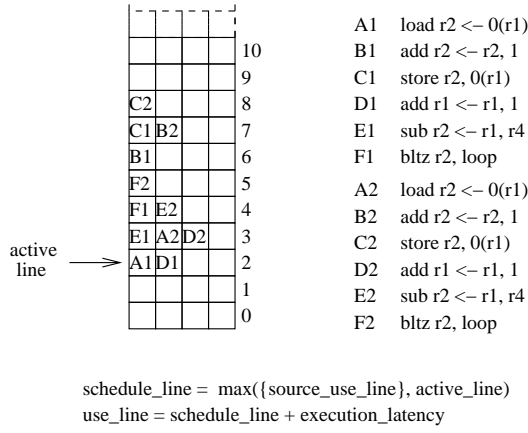 10
9
C2 8
C1 B2 7
B1 6
F2 5
F1 E2 4
E1 A2 D2 3
active line
A1 D1 2
1
0
A1 load r2 <− 0(r1)
B1 add r2 <− r2, 1
C1 store r2, 0(r1)
D1 add r1 <− r1, 1
E1 sub r2 <− r1, r4
F1 bltz r2, loop
A2 load r2 <− 0(r1)
B2 add r2 <− r2, 1
C2 store r2, 0(r1)
D2 add r1 <− r1, 1
E2 sub r2 <− r1, r4
F2 bltz r2, loop
schedule_line = max({source_use_line}, active_line)
use_line = schedule_line + execution_latency